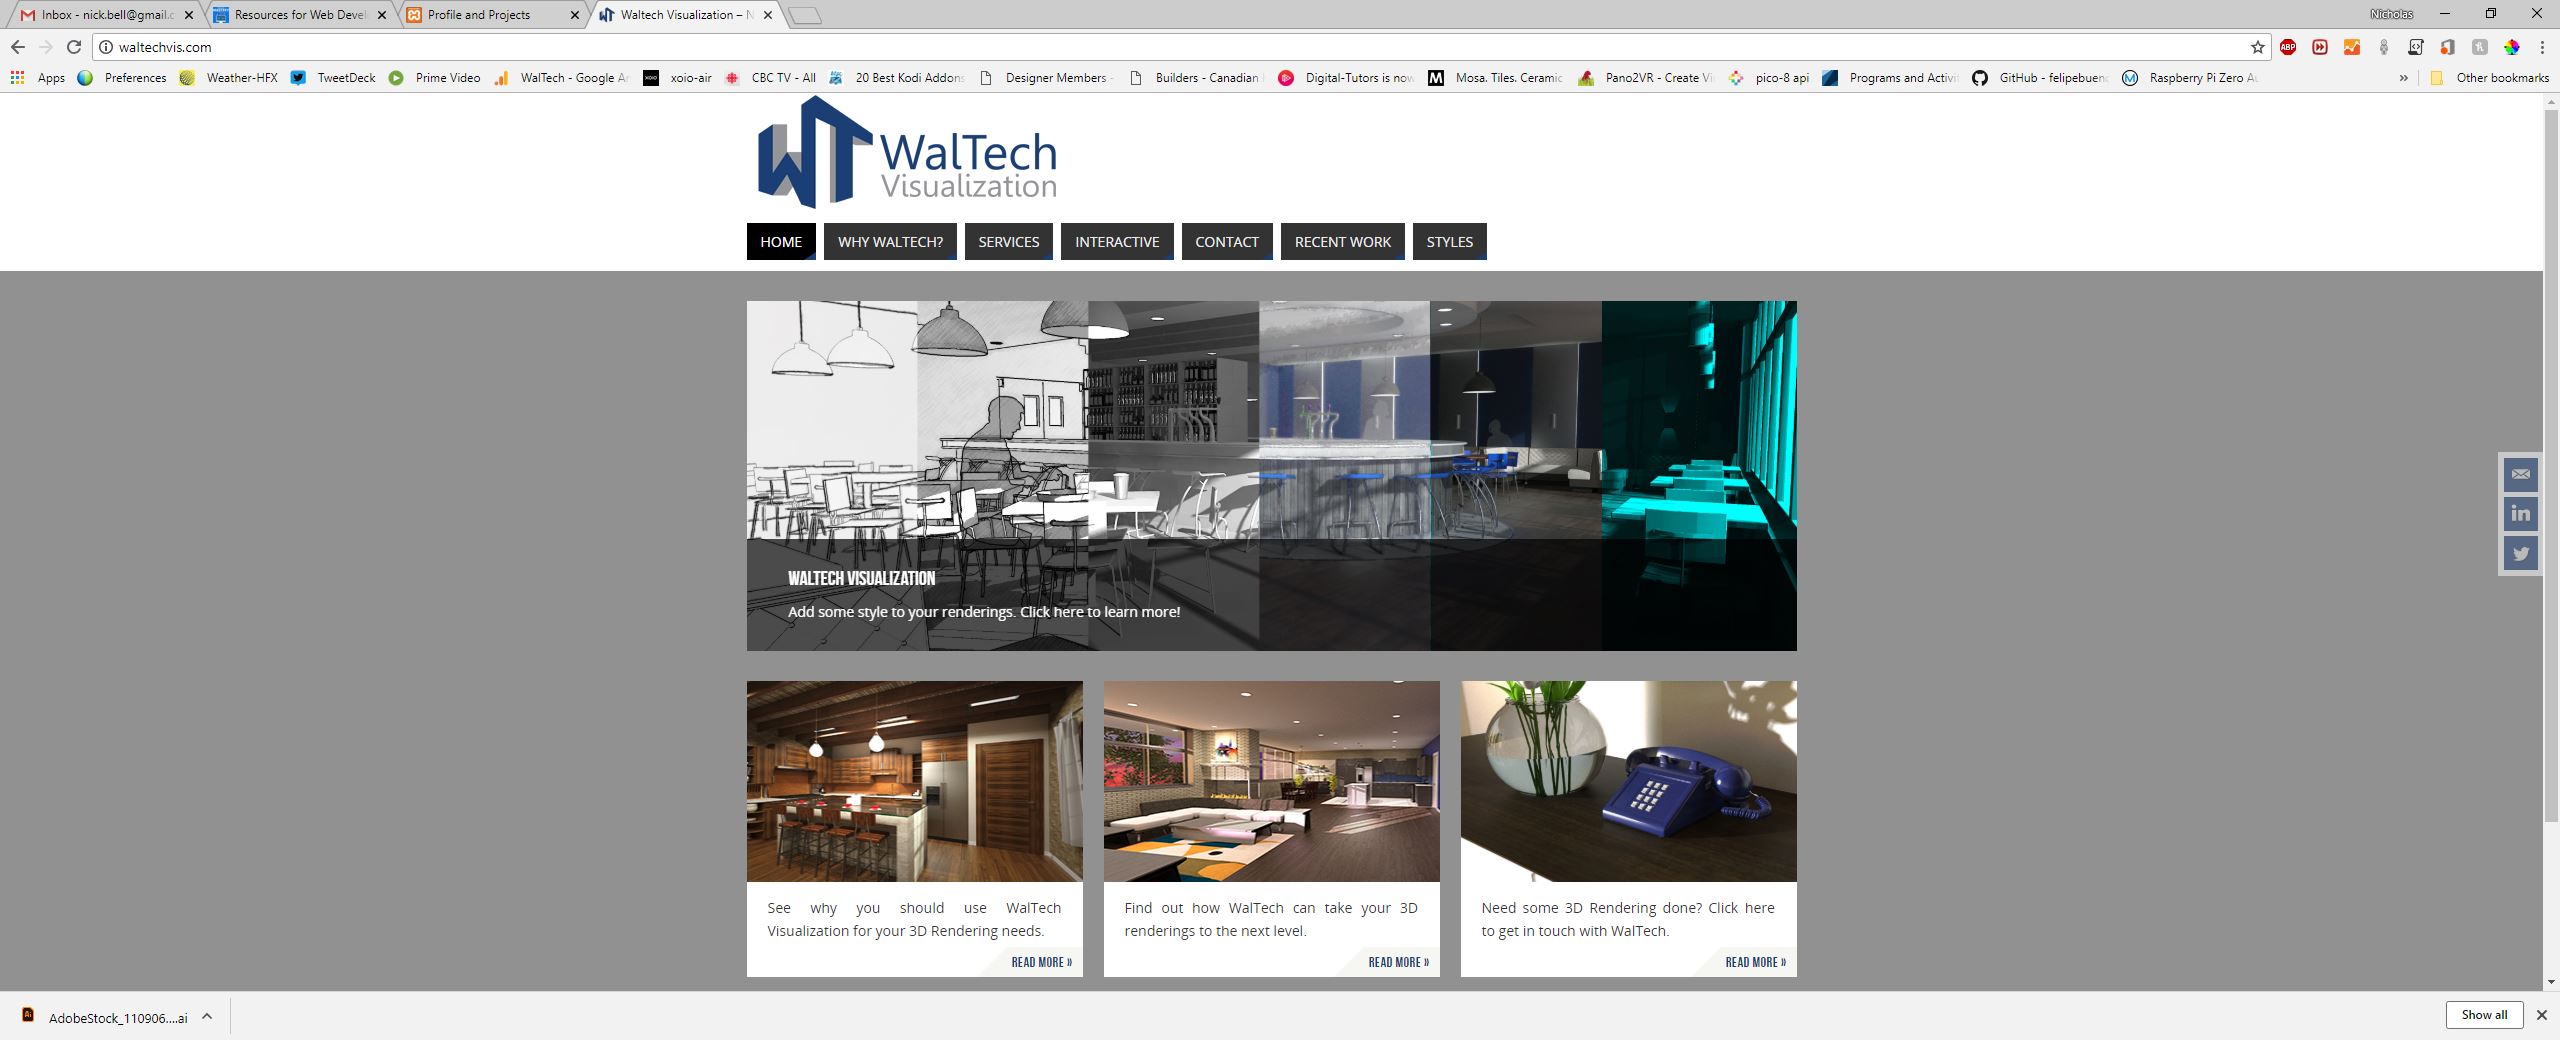 Inbox - nick.bell@gmail.c
Resources for Web Devel
Profile and Projects
Waltech Visualization – N
Nicholas
waltechvis.com
ABP
Apps
Preferences
Weather-HFX
TweetDeck
Prime Video
WalTech - Google An
XOIO
xoio-air
CBC TV - All
20 Best Kodi Addons
Designer Members -
Builders - Canadian
Digital-Tutors is now
M
Mosa. Tiles. Ceramic
Pano2VR - Create Vi
pico-8 api
Programs and Activi
GitHub - felipebuen
M
Raspberry Pi Zero Au
»
Other bookmarks
WT
WalTech
Visualization
HOME
WHY WALTECH?
SERVICES
INTERACTIVE
CONTACT
RECENT WORK
STYLES
in
WALTECH VISUALIZATION
Add some style to your renderings. Click here to learn more!
See why you should use WalTech
Visualization for your 3D Rendering needs.
READ MORE »
Find out how WalTech can take your 3D
renderings to the next level.
READ MORE »
Need some 3D Rendering done? Click here
to get in touch with WalTech.
READ MORE »
Ai
AdobeStock_110906....ai
Show all